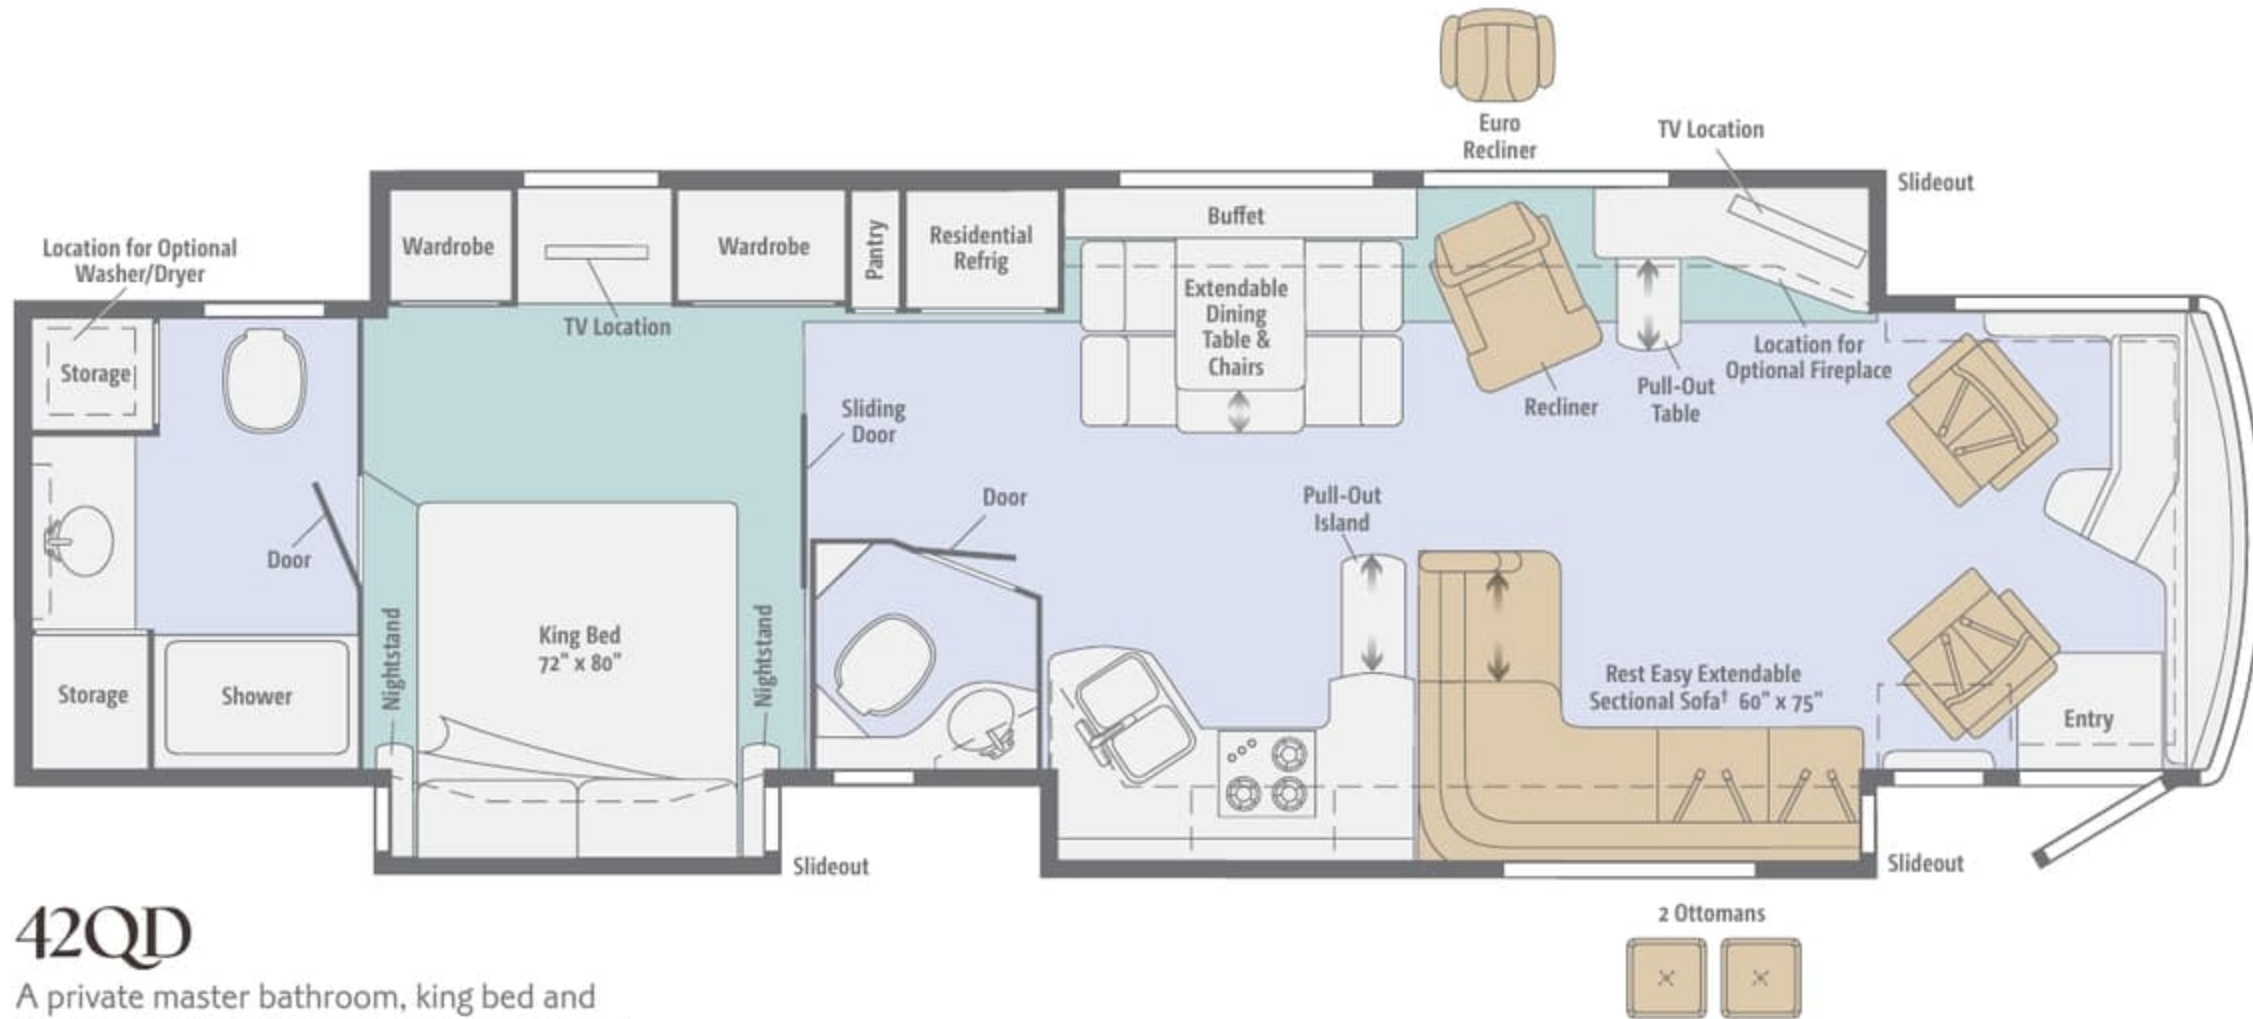 Euro
Recliner
TV Location
Slideout
Location for Optional
Washer/Dryer
Wardrobe
TV Location
Wardrobe
Pantry
Residential
Refrig
Buffet
Extendable
Dining
Table &
Chairs
Recliner
Pull-Out
Table
Location for
Optional Fireplace
Storage
Door
Sliding
Door
Door
Pull-Out
Island
Storage
Shower
Nightstand
King Bed
72" x 80"
Nightstand
Rest Easy Extendable
Sectional Sofa† 60" x 75"
Entry
Slideout
Slideout
2 Ottomans
42QD
A private master bathroom, king bed and